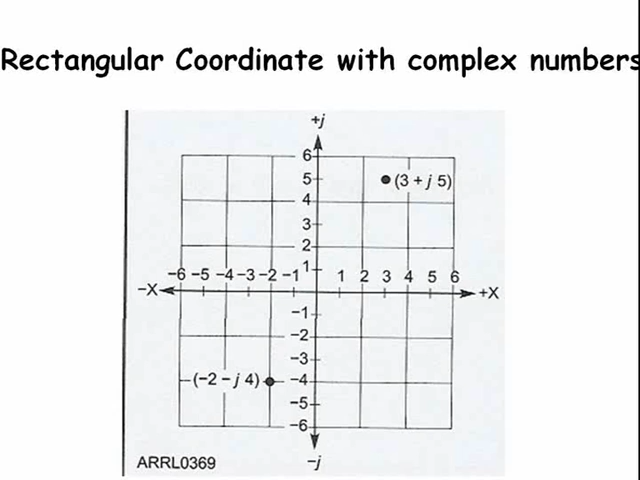 Rectangular Coordinate with complex numbers
+j
6
5
(3 + j 5)
4
3
2
1
−6 −5 −4 −3 −2 −1 1 2 3 4 5 6
−X +X
−1
−2
−3
(−2 − j 4) −4
−5
−6
ARRL0369 −j